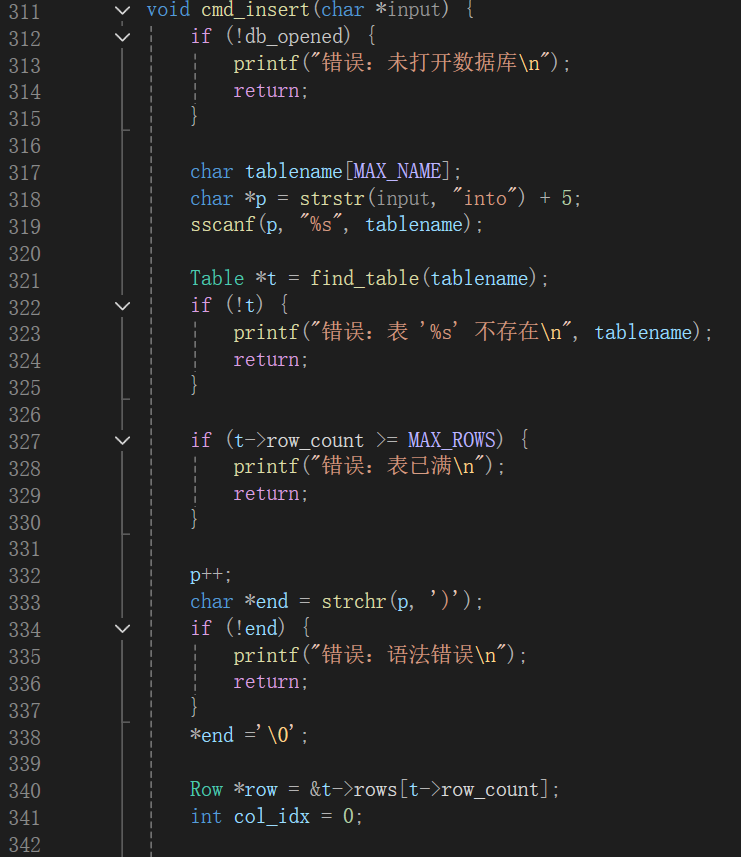 311 void cmd_insert(char *input) {
312     if (!db_opened) {
313         printf("错误：未打开数据库\n");
314         return;
315     }
316
317     char tablename[MAX_NAME];
318     char *p = strstr(input, "into") + 5;
319     sscanf(p, "%s", tablename);
320
321     Table *t = find_table(tablename);
322     if (!t) {
323         printf("错误：表 '%s' 不存在\n", tablename);
324         return;
325     }
326
327     if (t->row_count >= MAX_ROWS) {
328         printf("错误：表已满\n");
329         return;
330     }
331
332     p++;
333     char *end = strchr(p, ')');
334     if (!end) {
335         printf("错误：语法错误\n");
336         return;
337     }
338     *end ='\0';
339
340     Row *row = &t->rows[t->row_count];
341     int col_idx = 0;
342